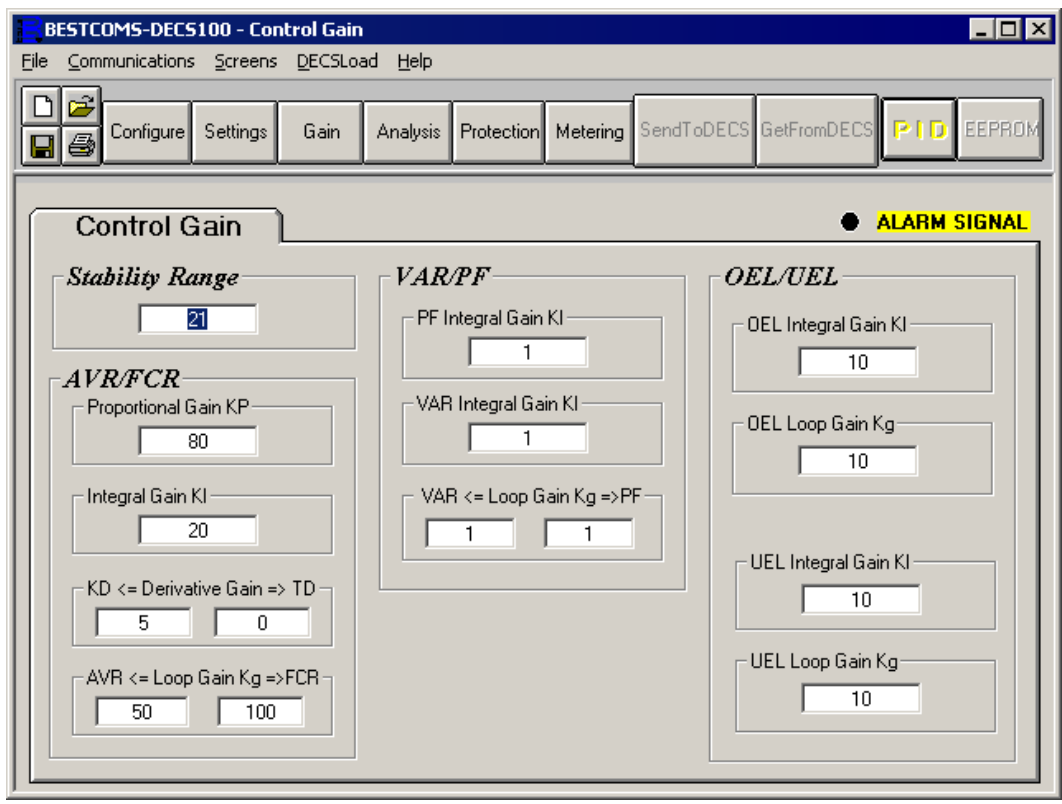 BESTCOMS-DECS100 - Control Gain
File Communications Screens DECSLoad Help
Configure Settings Gain Analysis Protection Metering SendToDECS GetFromDECS PID EEPROM
Control Gain
ALARM SIGNAL
Stability Range
21
AVR/FCR
Proportional Gain KP
80
Integral Gain KI
20
KD <= Derivative Gain => TD
5 0
AVR <= Loop Gain Kg =>FCR
50 100
VAR/PF
PF Integral Gain KI
1
VAR Integral Gain KI
1
VAR <= Loop Gain Kg =>PF
1 1
OEL/UEL
OEL Integral Gain KI
10
OEL Loop Gain Kg
10
UEL Integral Gain KI
10
UEL Loop Gain Kg
10